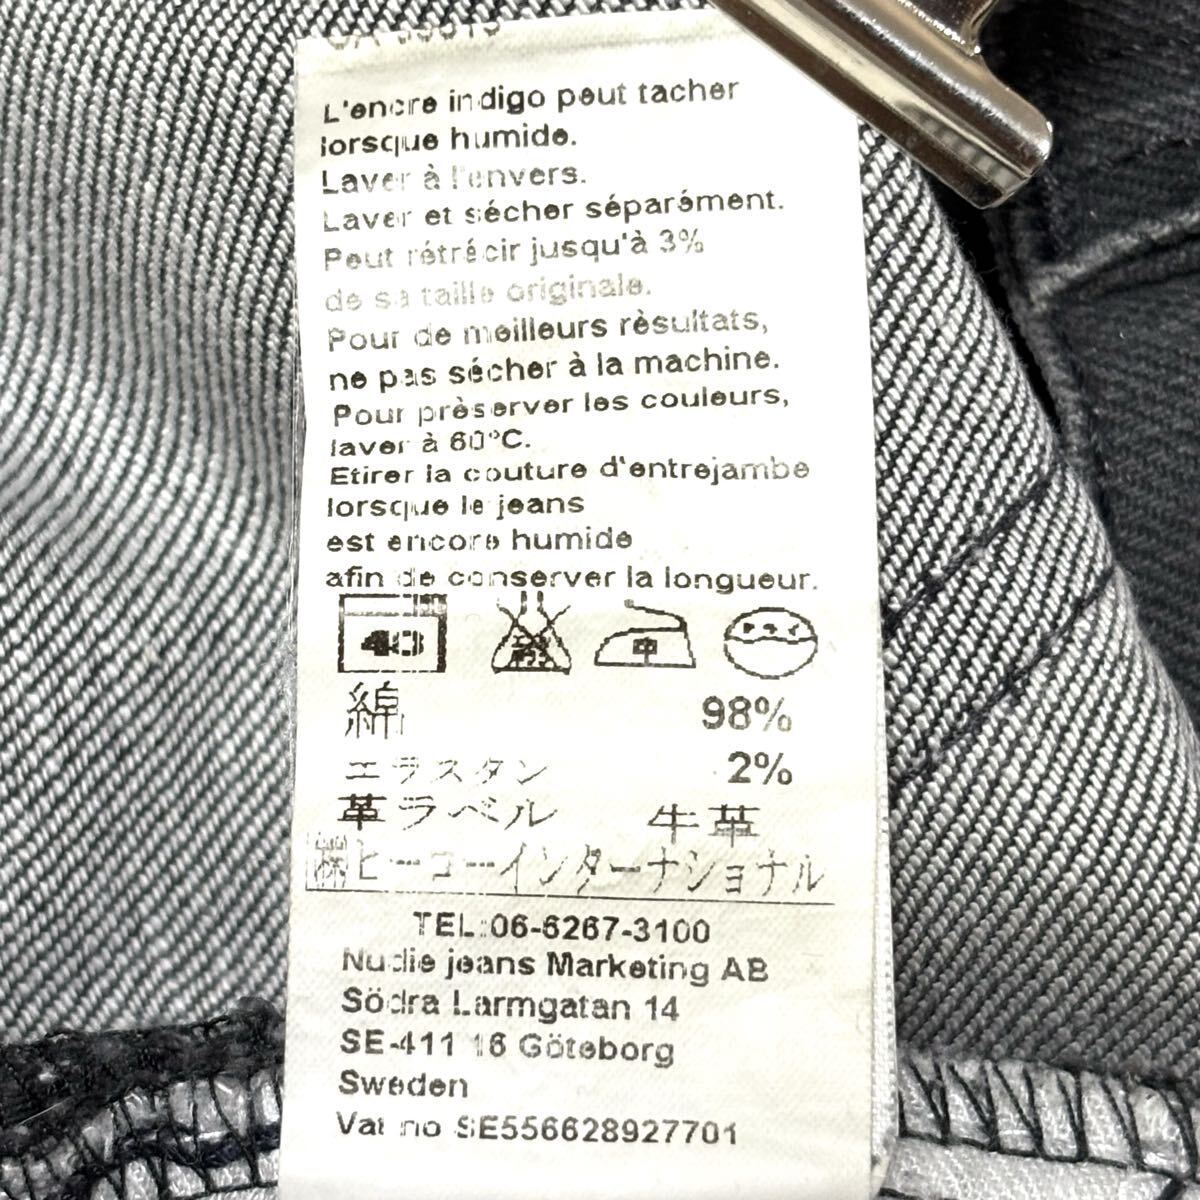 L'encre indigo peut tacher
lorsque humide.
Laver à l'envers.
Laver et sécher séparément.
Peut rétrécir jusqu'à 3%
de sa taille originale.
Pour de meilleurs rèsultats,
ne pas sécher à la machine.
Pour prèserver les couleurs,
laver à 60°C.
Etirer la couture d'entrejambe
lorsque le jeans
est encore humide
afin de conserver la longueur.
40 中 ドライ
綿 98%
エラスタン 2%
革ラベル 牛革
㈱ヒーコーインターナショナル
TEL:06-6267-3100
Nudie jeans Marketing AB
Södra Larmgatan 14
SE-411 16 Göteborg
Sweden
Vat no SE556628927701